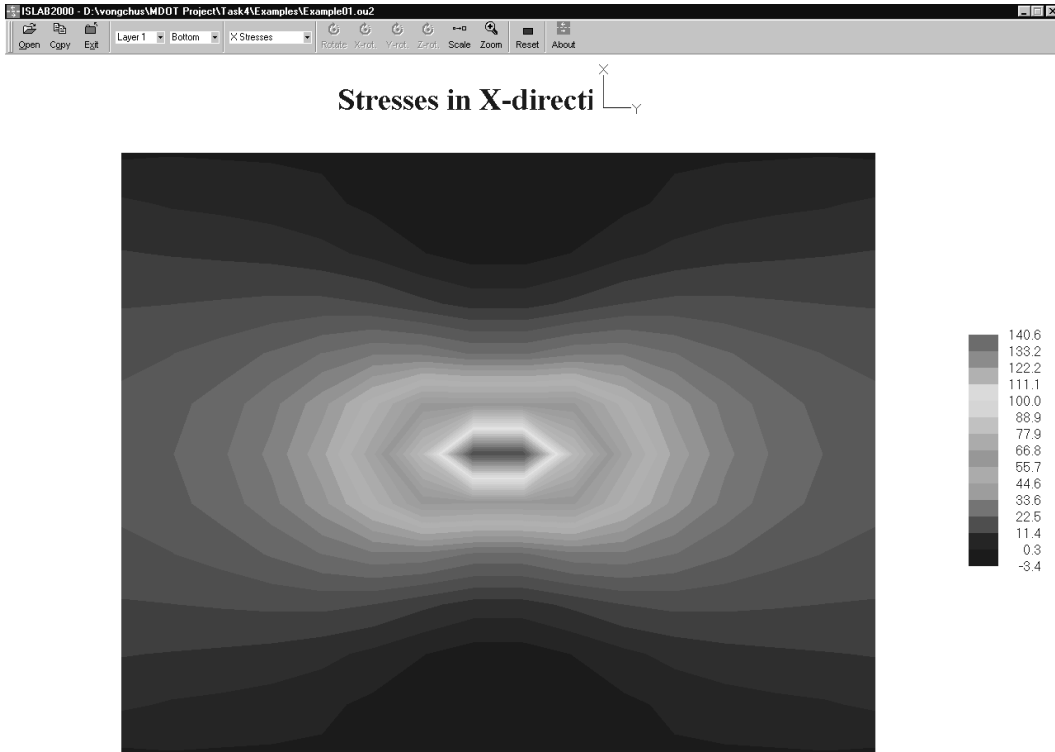 ISLAB2000 - D:\vongchus\MDOT Project\Task4\Examples\Example01.ou2
Layer 1 Bottom X Stresses
Open Copy Exit Rotate X-rot. Y-rot. Z-rot. Scale Zoom Reset About
X
Stresses in X-directi
Y
140.6
133.2
122.2
111.1
100.0
88.9
77.9
66.8
55.7
44.6
33.6
22.5
11.4
0.3
-3.4